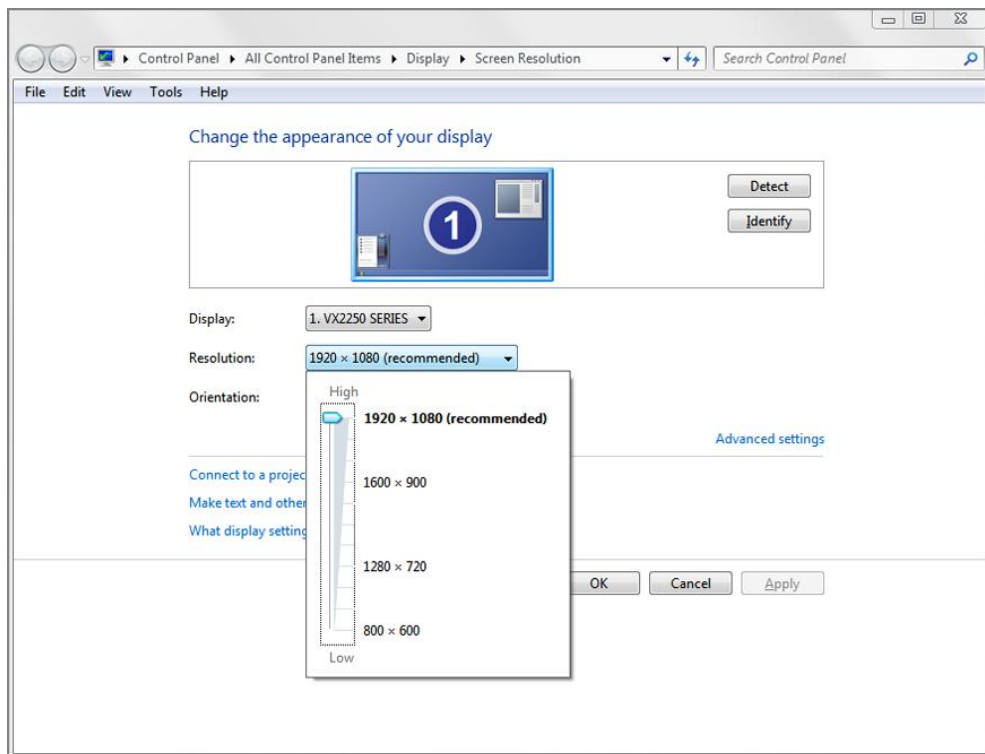 Control Panel All Control Panel Items Display Screen Resolution Search Control Panel
File Edit View Tools Help
Change the appearance of your display
1
Detect
Identify
Display: 1. VX2250 SERIES
Resolution: 1920 × 1080 (recommended)
Orientation:
High
1920 × 1080 (recommended)
Advanced settings
Connect to a projec
1600 × 900
Make text and other
What display setting
1280 × 720
OK Cancel Apply
800 × 600
Low